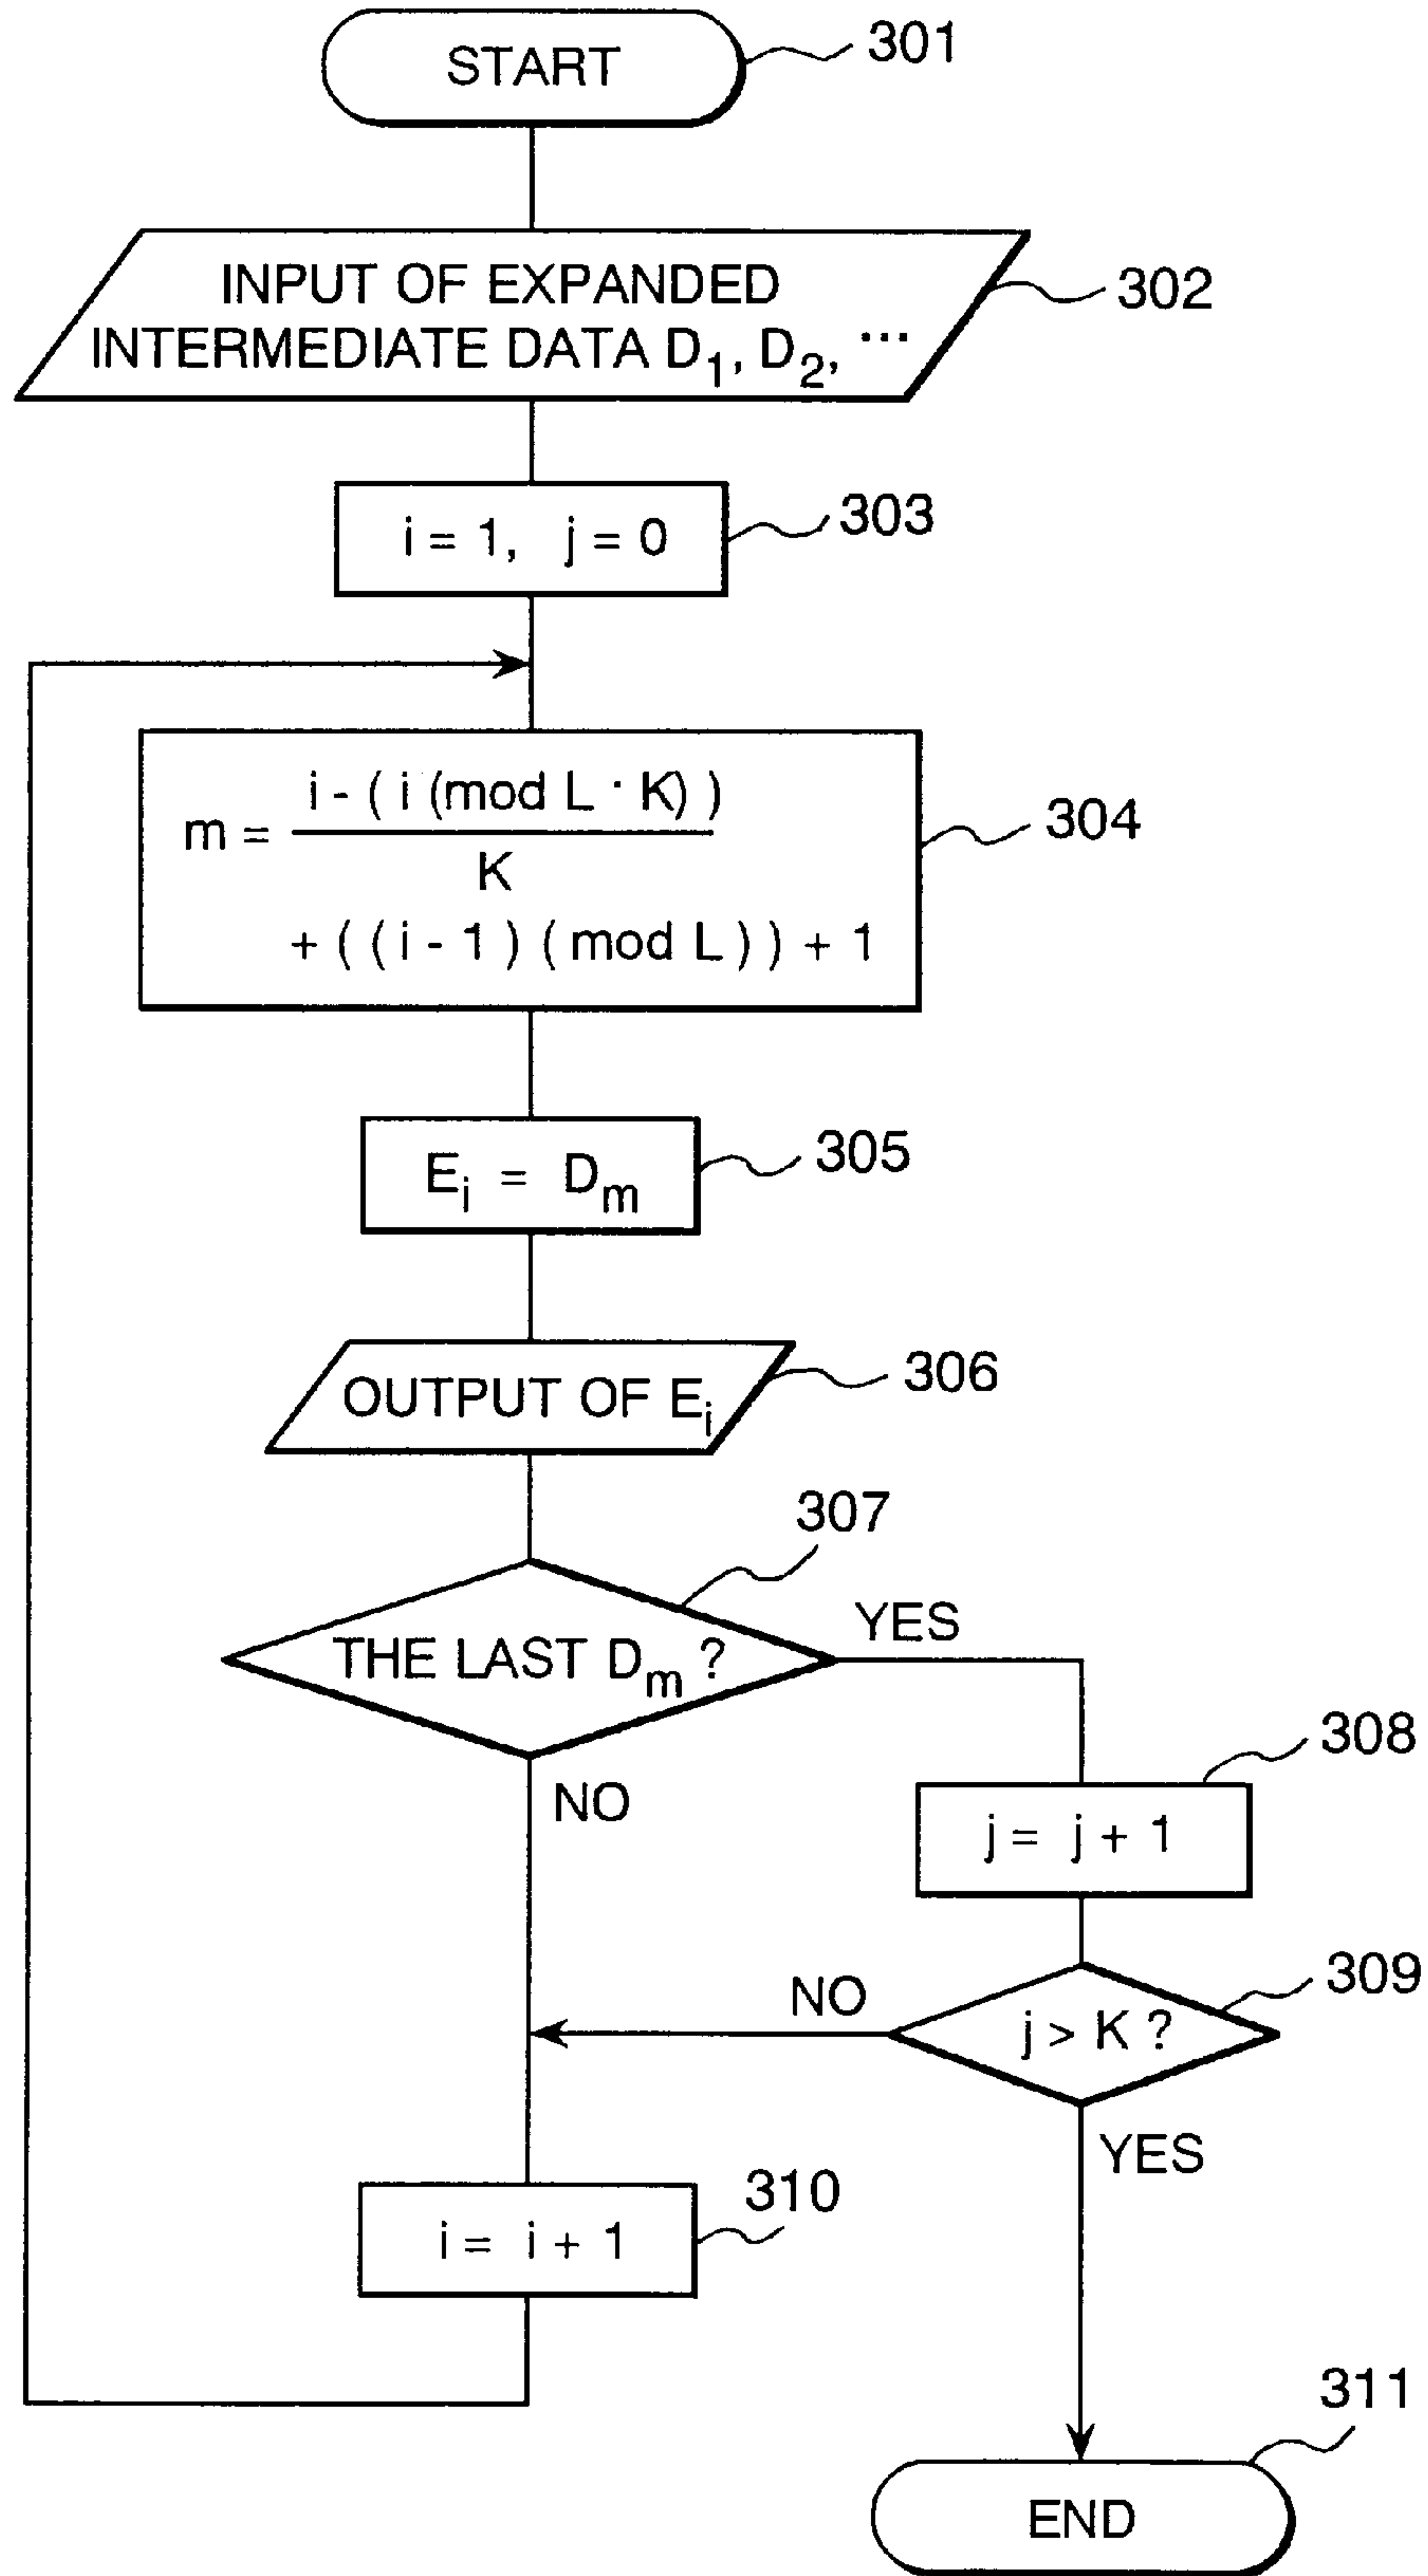 START
301
INPUT OF EXPANDED
INTERMEDIATE DATA D1, D2, ...
302
i = 1, j = 0
303
m = i - ( i (mod L · K) )
K
+ ( ( i - 1 ) ( mod L ) ) + 1
304
Ei = Dm
305
OUTPUT OF Ei
306
307
THE LAST Dm ?
YES
NO
308
j = j + 1
309
j > K ?
NO
YES
310
i = i + 1
311
END